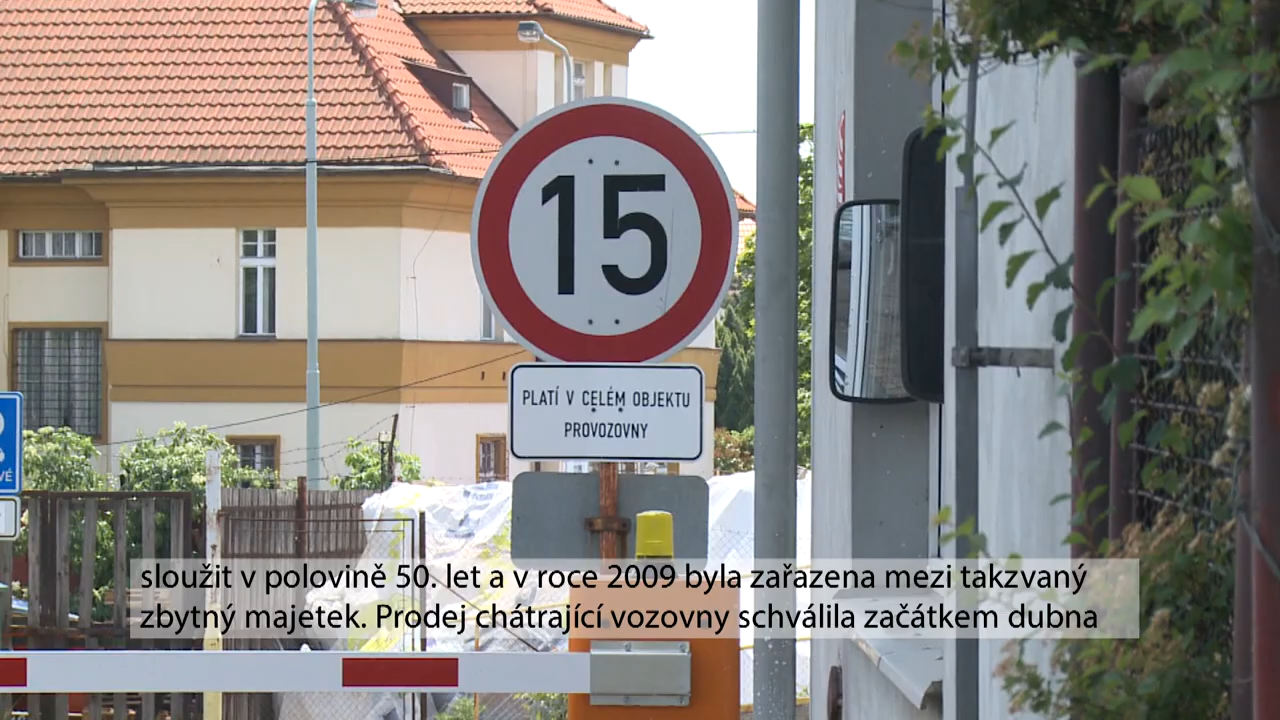 15
PLATÍ V CELÉM OBJEKTU
PROVOZOVNY
VÉ
sloužit v polovině 50. let a v roce 2009 byla zařazena mezi takzvaný
zbytný majetek. Prodej chátrající vozovny schválila začátkem dubna